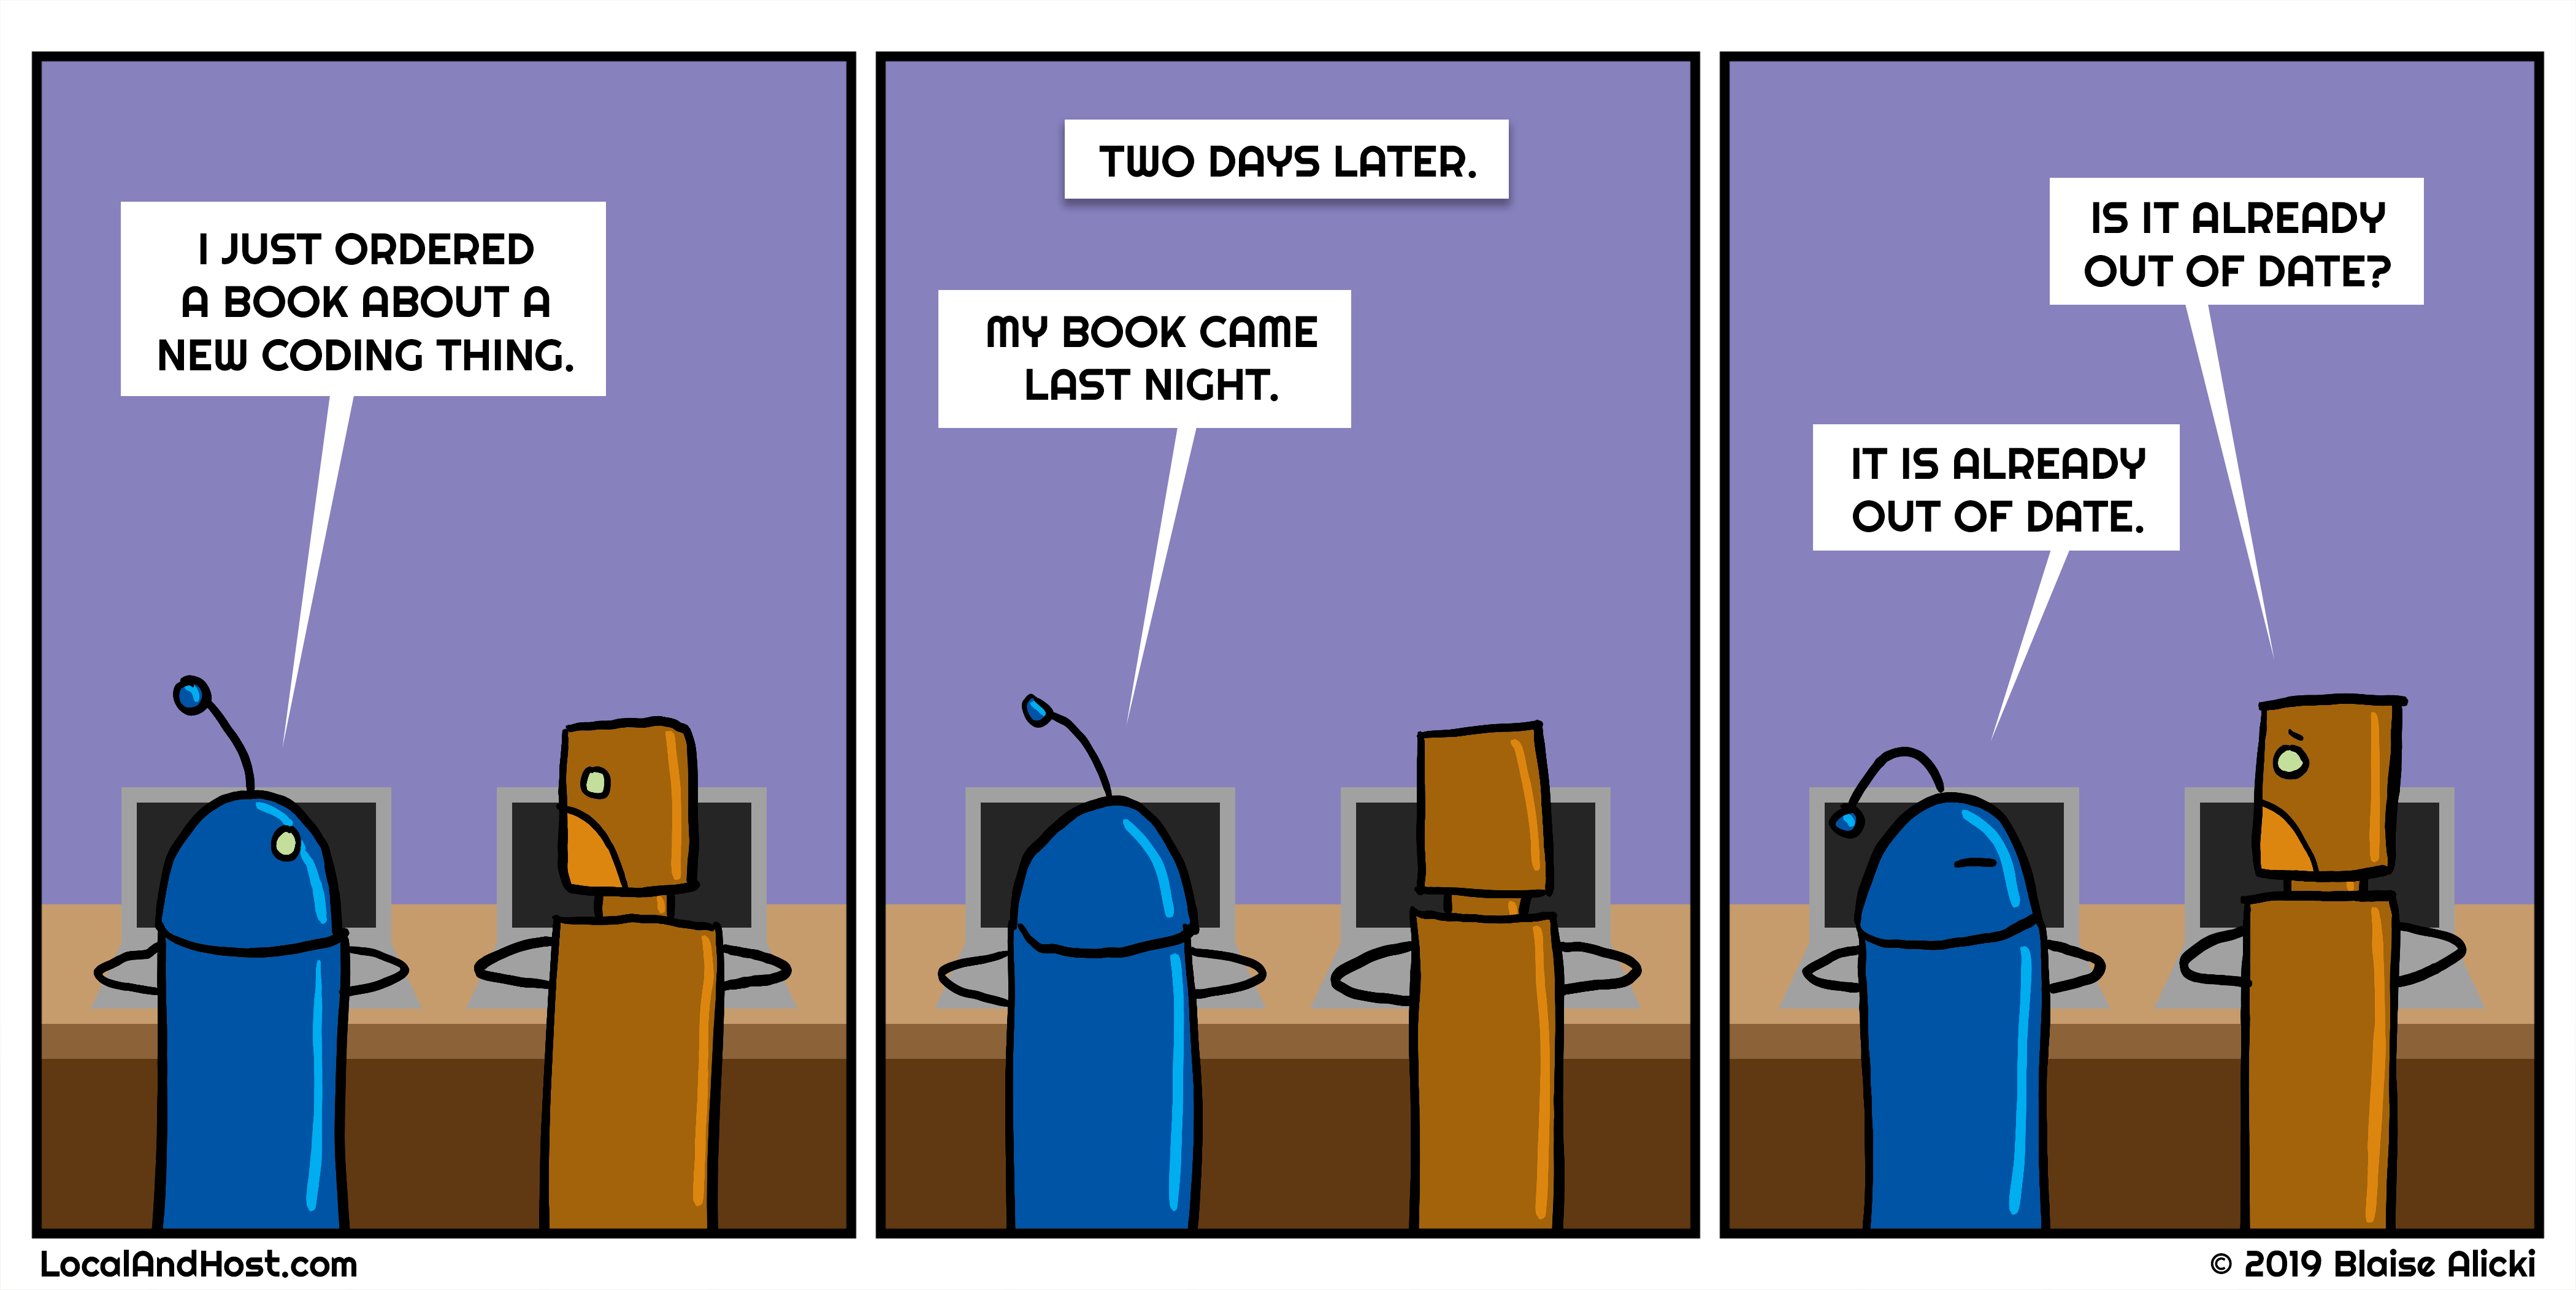 I JUST ORDERED
A BOOK ABOUT A
NEW CODING THING.
TWO DAYS LATER.
MY BOOK CAME
LAST NIGHT.
IS IT ALREADY
OUT OF DATE?
IT IS ALREADY
OUT OF DATE.
LocalAndHost.com
© 2019 Blaise Alicki